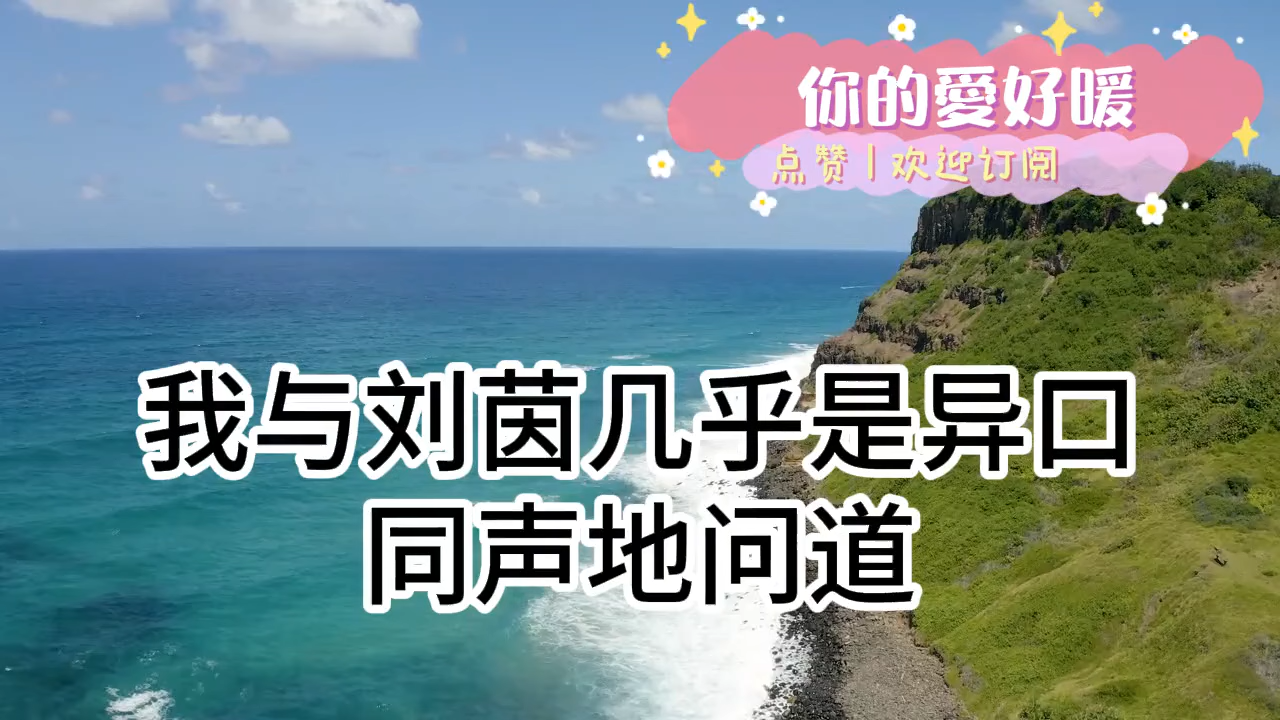 你的愛好暖
点赞 | 欢迎订阅
我与刘茵几乎是异口
同声地问道